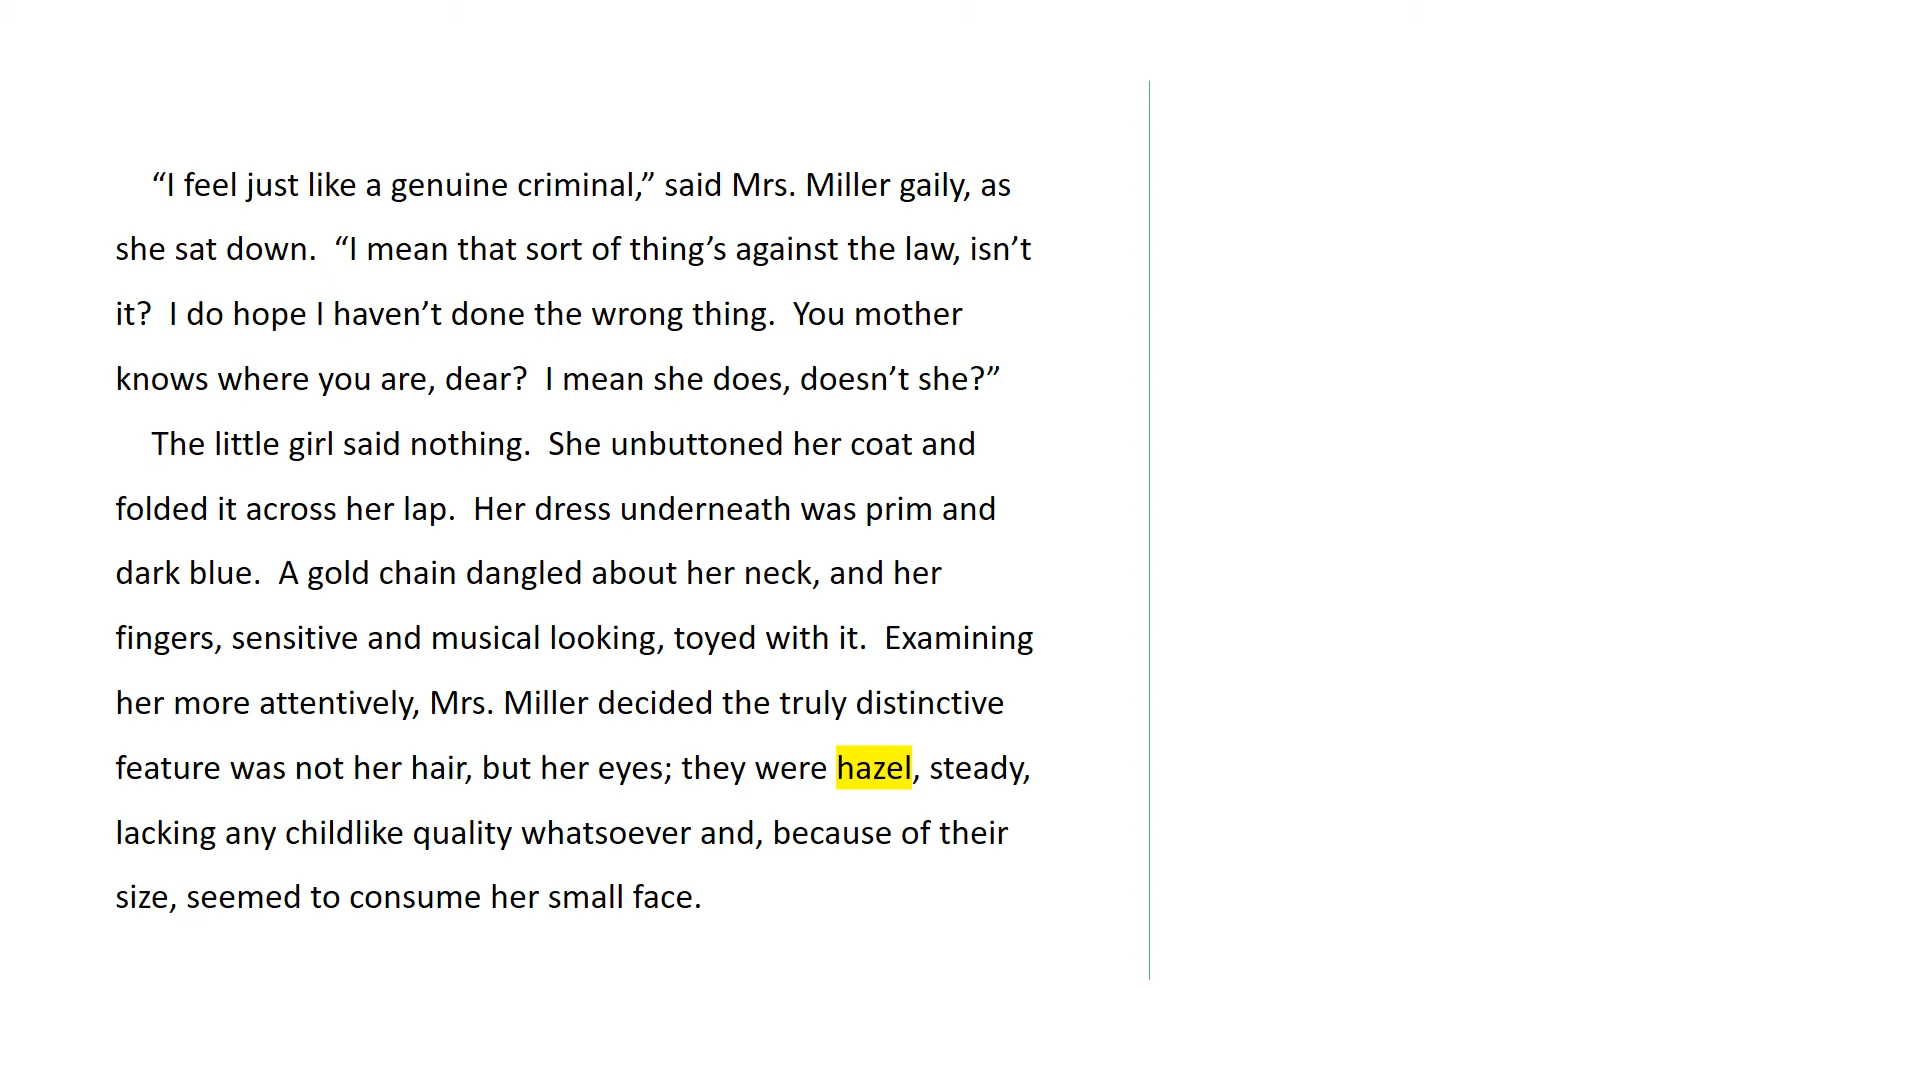 “I feel just like a genuine criminal,” said Mrs. Miller gaily, as
she sat down.  “I mean that sort of thing’s against the law, isn’t
it?  I do hope I haven’t done the wrong thing.  You mother
knows where you are, dear?  I mean she does, doesn’t she?”
The little girl said nothing.  She unbuttoned her coat and
folded it across her lap.  Her dress underneath was prim and
dark blue.  A gold chain dangled about her neck, and her
fingers, sensitive and musical looking, toyed with it.  Examining
her more attentively, Mrs. Miller decided the truly distinctive
feature was not her hair, but her eyes; they were hazel, steady,
lacking any childlike quality whatsoever and, because of their
size, seemed to consume her small face.